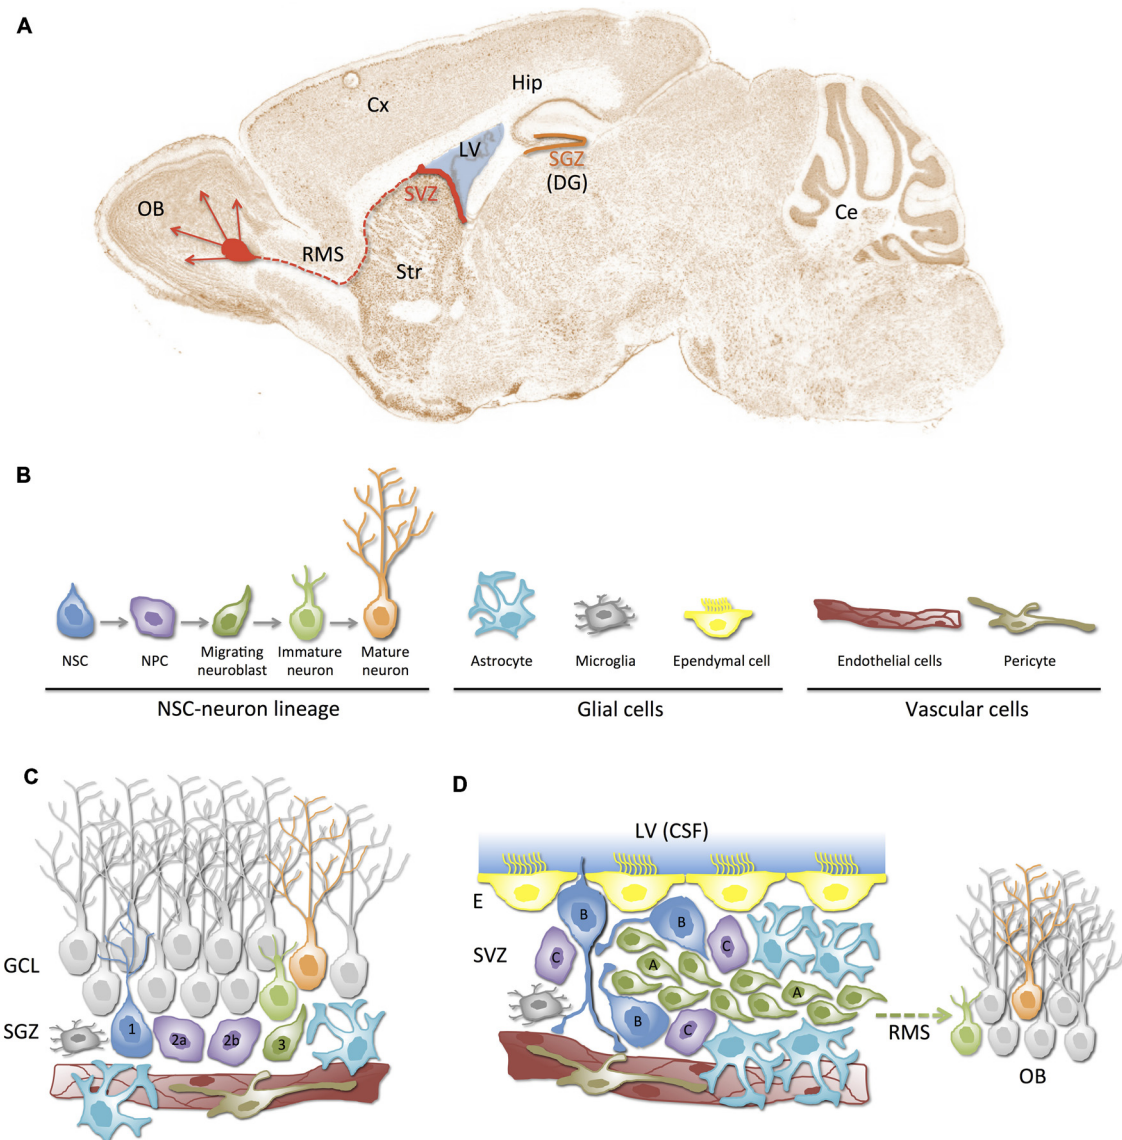 A
Hip
Cx
LV
SGZ
(DG)
SVZ
OB
Ce
RMS
Str
B
NSC
NPC
Migrating
neuroblast
Immature
neuron
Mature
neuron
Astrocyte
Microglia
Ependymal cell
Endothelial cells
Pericyte
NSC-neuron lineage
Glial cells
Vascular cells
C
GCL
SGZ
1
2a
2b
3
D
LV (CSF)
E
B
B
SVZ
C
C
A
A
B
C
RMS
OB